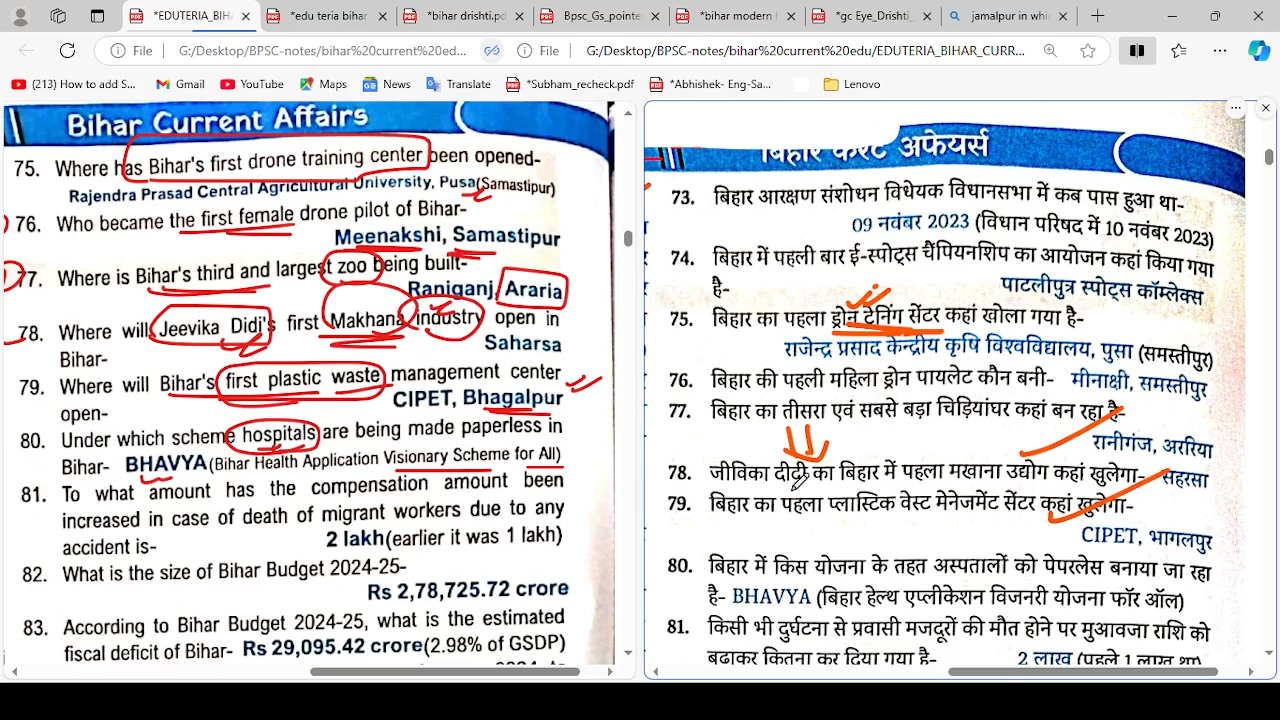 *EDUTERIA_BIHA
*edu teria bihar
*bihar drishti.pd
Bpsc_Gs_pointe
*bihar modern
*gc Eye_Drishti_
jamalpur in whi
File
G:/Desktop/BPSC-notes/bihar%20current%20ed...
File
G:/Desktop/BPSC-notes/bihar%20current%20edu/EDUTERIA_BIHAR_CURR...
(213) How to add S...
Gmail
YouTube
Maps
News
Translate
*Subham_recheck.pdf
*Abhishek- Eng-Sa...
Lenovo
Bihar Current Affairs
75. Where has Bihar's first drone training center been opened-
Rajendra Prasad Central Agricultural University, Pusa(Samastipur)
76. Who became the first female drone pilot of Bihar-
Meenakshi, Samastipur
77. Where is Bihar's third and largest zoo being built-
Raniganj, Araria
78. Where will Jeevika Didi's first Makhana industry open in
Bihar- Saharsa
79. Where will Bihar's first plastic waste management center
open- CIPET, Bhagalpur
80. Under which scheme hospitals are being made paperless in
Bihar- BHAVYA(Bihar Health Application Visionary Scheme for All)
81. To what amount has the compensation amount been
increased in case of death of migrant workers due to any
accident is- 2 lakh(earlier it was 1 lakh)
82. What is the size of Bihar Budget 2024-25-
Rs 2,78,725.72 crore
83. According to Bihar Budget 2024-25, what is the estimated
fiscal deficit of Bihar- Rs 29,095.42 crore(2.98% of GSDP)
बिहार करेंट अफेयर्स
73. बिहार आरक्षण संशोधन विधेयक विधानसभा में कब पास हुआ था-
09 नवंबर 2023 (विधान परिषद में 10 नवंबर 2023)
74. बिहार में पहली बार ई-स्पोर्ट्स चैंपियनशिप का आयोजन कहां किया गया
है- पाटलीपुत्र स्पोर्ट्स कॉम्लेक्स
75. बिहार का पहला ड्रोन टेनिंग सेंटर कहां खोला गया है-
राजेन्द्र प्रसाद केन्द्रीय कृषि विश्वविद्यालय, पुसा (समस्तीपुर)
76. बिहार की पहली महिला ड्रोन पायलेट कौन बनी- मीनाक्षी, समस्तीपुर
77. बिहार का तीसरा एवं सबसे बड़ा चिड़ियांघर कहां बन रहा है-
रानीगंज, अररिया
78. जीविका दीदी का बिहार में पहला मखाना उद्योग कहां खुलेगा- सहरसा
79. बिहार का पहला प्लास्टिक वेस्ट मेनेजमेंट सेंटर कहां खुलेगा-
CIPET, भागलपुर
80. बिहार में किस योजना के तहत अस्पतालों को पेपरलेस बनाया जा रहा
है- BHAVYA (बिहार हेल्थ एप्लीकेशन विजनरी योजना फॉर ऑल)
81. किसी भी दुर्घटना से प्रवासी मजदूरों की मौत होने पर मुआवजा राशि को
बढाकर कितना कर दिया गया है- 2 लाख (पहले 1 लाख था)